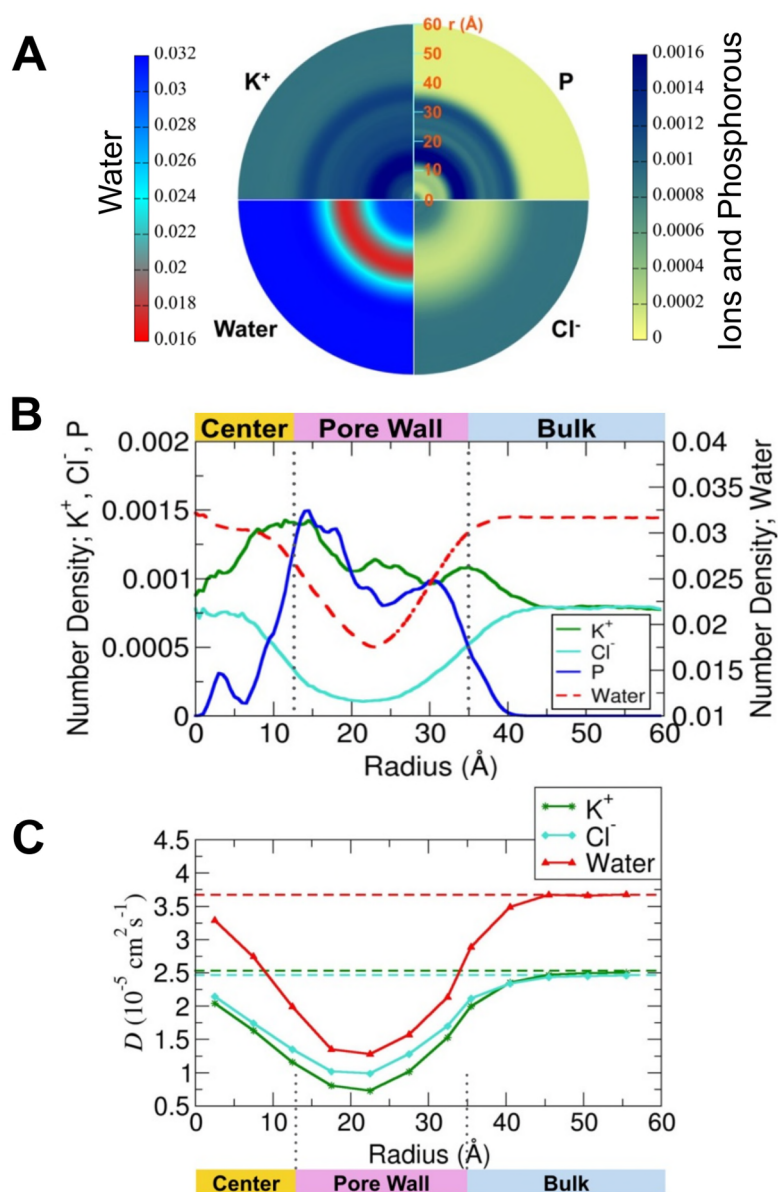 A
Water
0.032
0.03
0.028
0.026
0.024
0.022
0.02
0.018
0.016
K+
60 r (Å)
50
40
30
20
10
0
P
Water
Cl-
0.0016
0.0014
0.0012
0.001
0.0008
0.0006
0.0004
0.0002
0
Ions and Phosphorous
B
Center Pore Wall Bulk
Number Density; K+, Cl-, P
0.002
0.0015
0.001
0.0005
0
0.04
0.035
0.03
0.025
0.02
0.015
0.01
Number Density; Water
K+
Cl-
P
Water
0 10 20 30 40 50 60
Radius (Å)
C
K+
Cl-
Water
D (10-5 cm2s-1)
4.5
4
3.5
3
2.5
2
1.5
1
0.5
0 10 20 30 40 50 60
Radius (Å)
Center Pore Wall Bulk